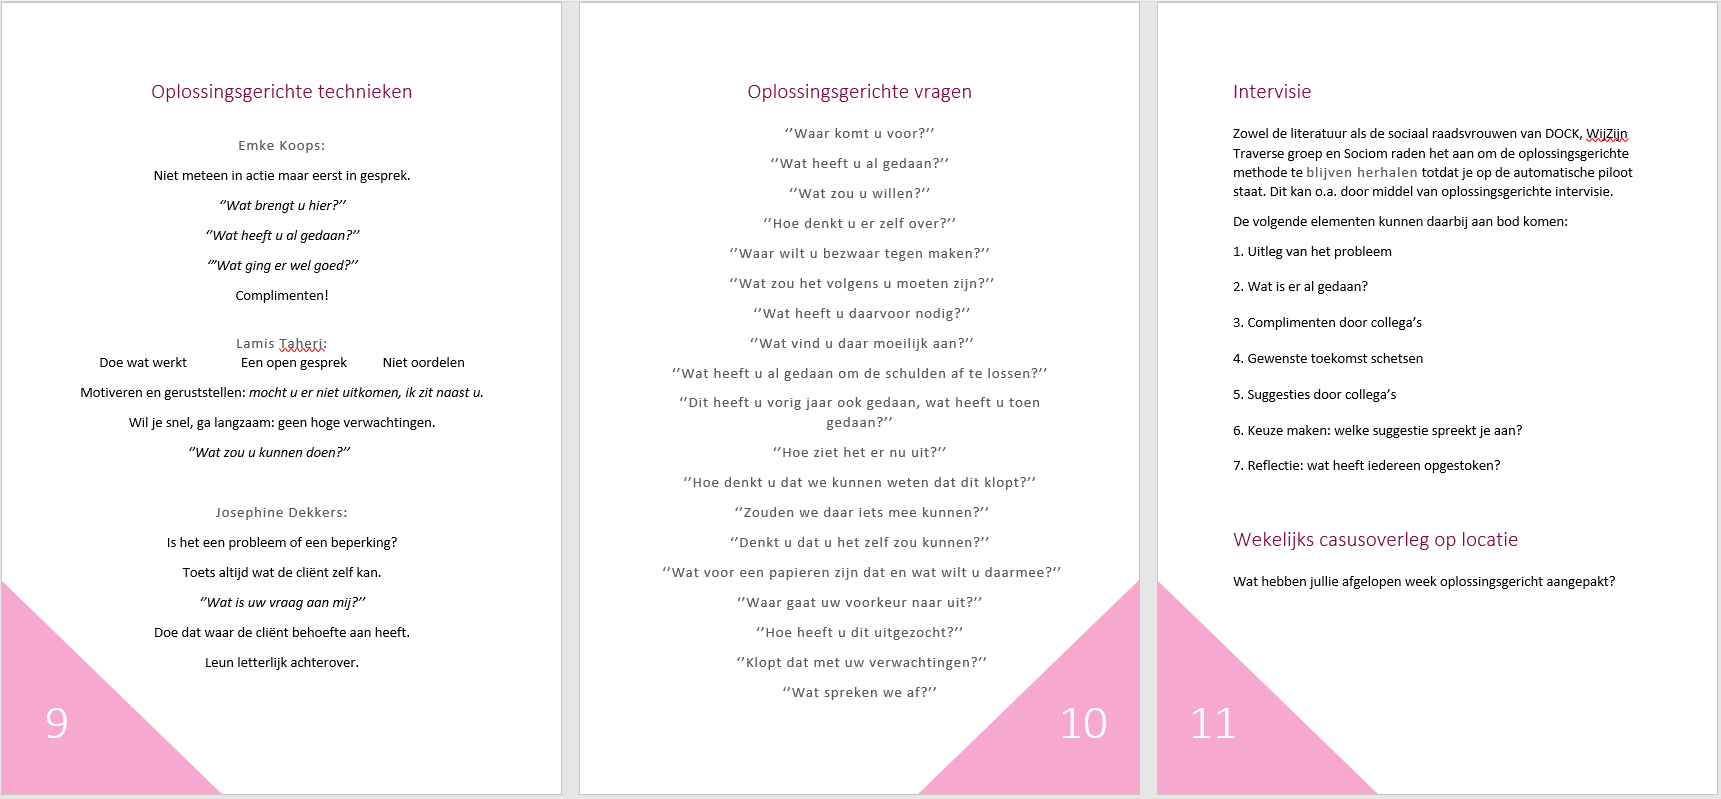 Oplossingsgerichte technieken
Emke Koops:
Niet meteen in actie maar eerst in gesprek.
‘’Wat brengt u hier?’’
‘’Wat heeft u al gedaan?’’
‘’’Wat ging er wel goed?’’
Complimenten!
Lamis Taheri:
Doe wat werkt Een open gesprek Niet oordelen
Motiveren en geruststellen: mocht u er niet uitkomen, ik zit naast u.
Wil je snel, ga langzaam: geen hoge verwachtingen.
‘’Wat zou u kunnen doen?’’
Josephine Dekkers:
Is het een probleem of een beperking?
Toets altijd wat de cliënt zelf kan.
‘’Wat is uw vraag aan mij?’’
Doe dat waar de cliënt behoefte aan heeft.
Leun letterlijk achterover.
9
Oplossingsgerichte vragen
‘’Waar komt u voor?’’
‘’Wat heeft u al gedaan?’’
‘’Wat zou u willen?’’
‘’Hoe denkt u er zelf over?’’
‘’Waar wilt u bezwaar tegen maken?’’
‘’Wat zou het volgens u moeten zijn?’’
‘’Wat heeft u daarvoor nodig?’’
‘’Wat vind u daar moeilijk aan?’’
‘’Wat heeft u al gedaan om de schulden af te lossen?’’
‘’Dit heeft u vorig jaar ook gedaan, wat heeft u toen
gedaan?’’
‘’Hoe ziet het er nu uit?’’
‘’Hoe denkt u dat we kunnen weten dat dit klopt?’’
‘’Zouden we daar iets mee kunnen?’’
‘’Denkt u dat u het zelf zou kunnen?’’
‘’Wat voor een papieren zijn dat en wat wilt u daarmee?’’
‘’Waar gaat uw voorkeur naar uit?’’
‘’Hoe heeft u dit uitgezocht?’’
‘’Klopt dat met uw verwachtingen?’’
‘’Wat spreken we af?’’
10
Intervisie
Zowel de literatuur als de sociaal raadsvrouwen van DOCK, WijZijn
Traverse groep en Sociom raden het aan om de oplossingsgerichte
methode te blijven herhalen totdat je op de automatische piloot
staat. Dit kan o.a. door middel van oplossingsgerichte intervisie.
De volgende elementen kunnen daarbij aan bod komen:
1. Uitleg van het probleem
2. Wat is er al gedaan?
3. Complimenten door collega’s
4. Gewenste toekomst schetsen
5. Suggesties door collega’s
6. Keuze maken: welke suggestie spreekt je aan?
7. Reflectie: wat heeft iedereen opgestoken?
Wekelijks casusoverleg op locatie
Wat hebben jullie afgelopen week oplossingsgericht aangepakt?
11